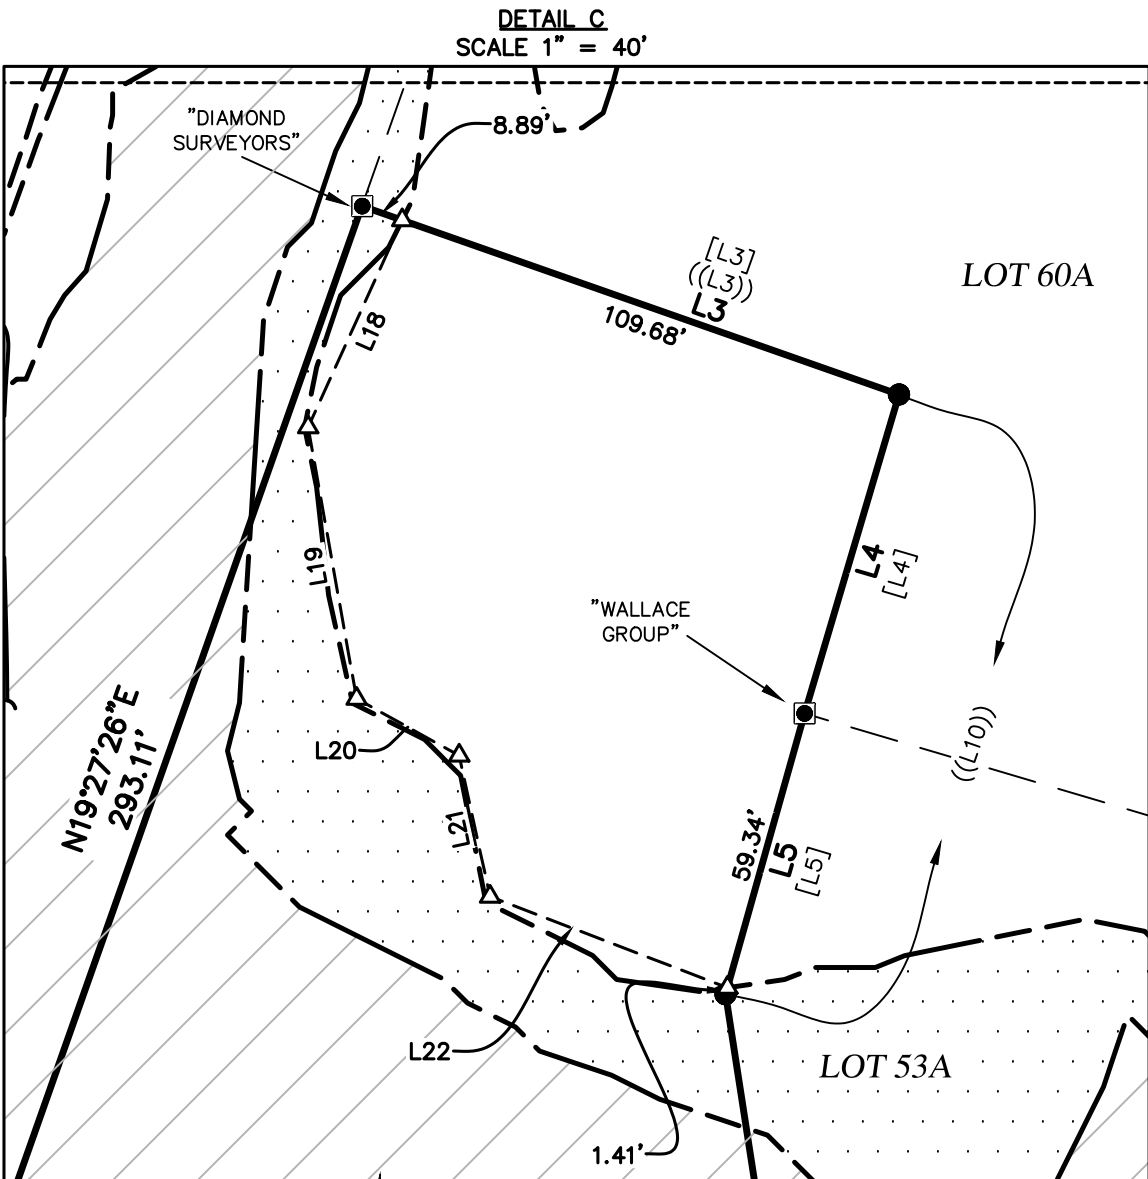 DETAIL C
SCALE 1" = 40'
"DIAMOND
SURVEYORS"
8.89'
[L3]
((L3))
L3
109.68'
LOT 60A
L18
L19
L4
[L4]
"WALLACE
GROUP"
N19°27'26"E
293.11'
L20
L21
((L10))
59.34'
L5
[L5]
L22
LOT 53A
1.41'